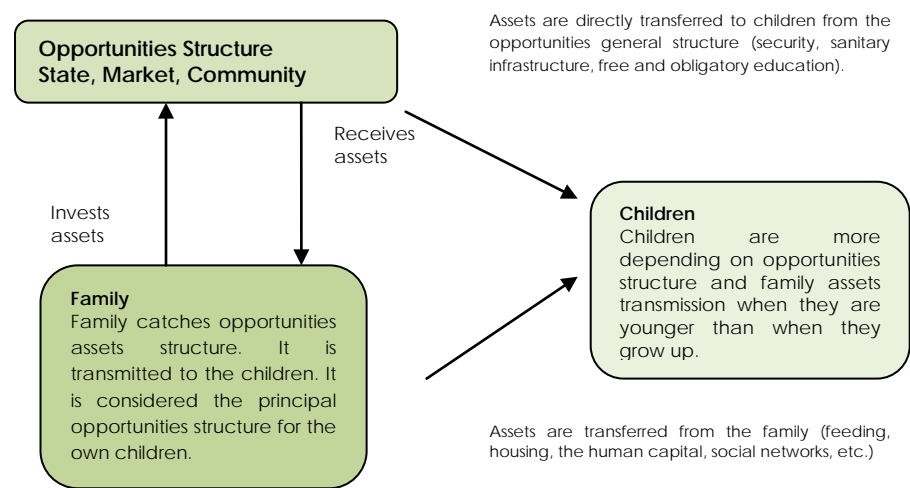 Opportunities Structure
State, Market, Community
Assets are directly transferred to children from the
opportunities general structure (security, sanitary
infrastructure, free and obligatory education).
Receives
assets
Invests
assets
Children
Children are more
depending on opportunities
structure and family assets
transmission when they are
younger than when they
grow up.
Family
Family catches opportunities
assets structure. It is
transmitted to the children. It
is considered the principal
opportunities structure for the
own children.
Assets are transferred from the family (feeding,
housing, the human capital, social networks, etc.)